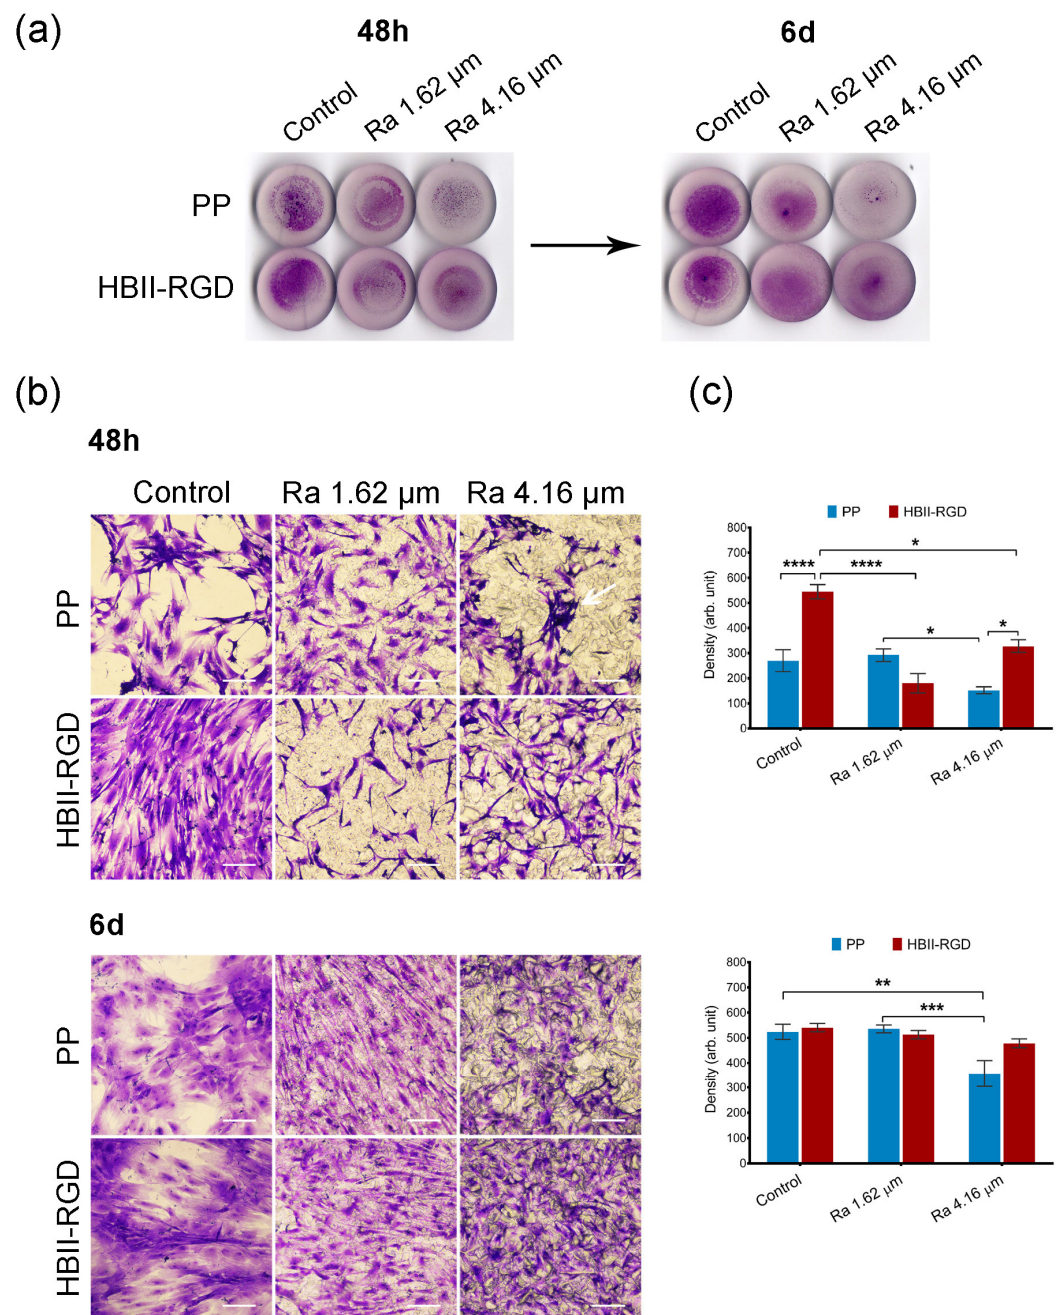 (a)
48h
6d
Control
Ra 1.62 µm
Ra 4.16 µm
Control
Ra 1.62 µm
Ra 4.16 µm
PP
HBII-RGD
(b)
(c)
48h
Control
Ra 1.62 µm
Ra 4.16 µm
PP
HBII-RGD
PP
HBII-RGD
Density (arb. unit)
800
700
600
500
400
300
200
100
0
****
****
*
*
*
Control
Ra 1.62 µm
Ra 4.16 µm
6d
PP
HBII-RGD
PP
HBII-RGD
Density (arb. unit)
800
700
600
500
400
300
200
100
0
**
***
Control
Ra 1.62 µm
Ra 4.16 µm